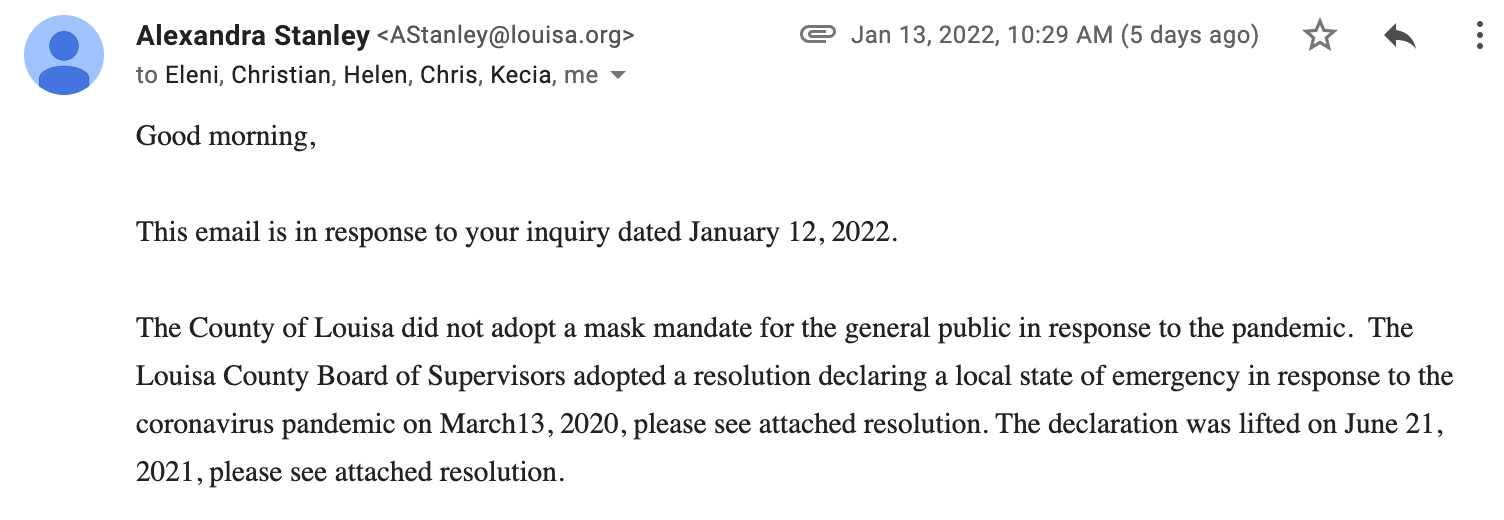 Alexandra Stanley <AStanley@louisa.org> Jan 13, 2022, 10:29 AM (5 days ago)
to Eleni, Christian, Helen, Chris, Kecia, me
Good morning,
This email is in response to your inquiry dated January 12, 2022.
The County of Louisa did not adopt a mask mandate for the general public in response to the pandemic.  The
Louisa County Board of Supervisors adopted a resolution declaring a local state of emergency in response to the
coronavirus pandemic on March13, 2020, please see attached resolution. The declaration was lifted on June 21,
2021, please see attached resolution.